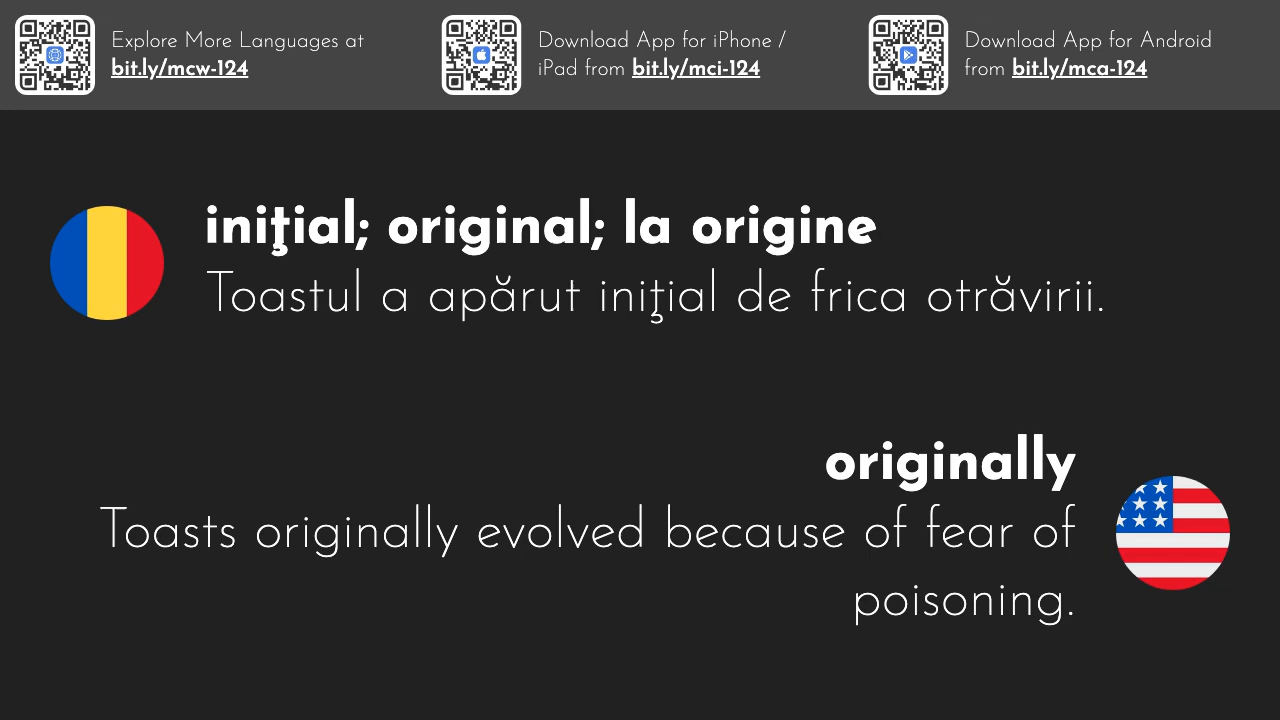 Explore More Languages at
bit.ly/mcw-124
Download App for iPhone /
iPad from bit.ly/mci-124
Download App for Android
from bit.ly/mca-124
iniţial; original; la origine
Toastul a apărut iniţial de frica otrăvirii.
originally
Toasts originally evolved because of fear of
poisoning.